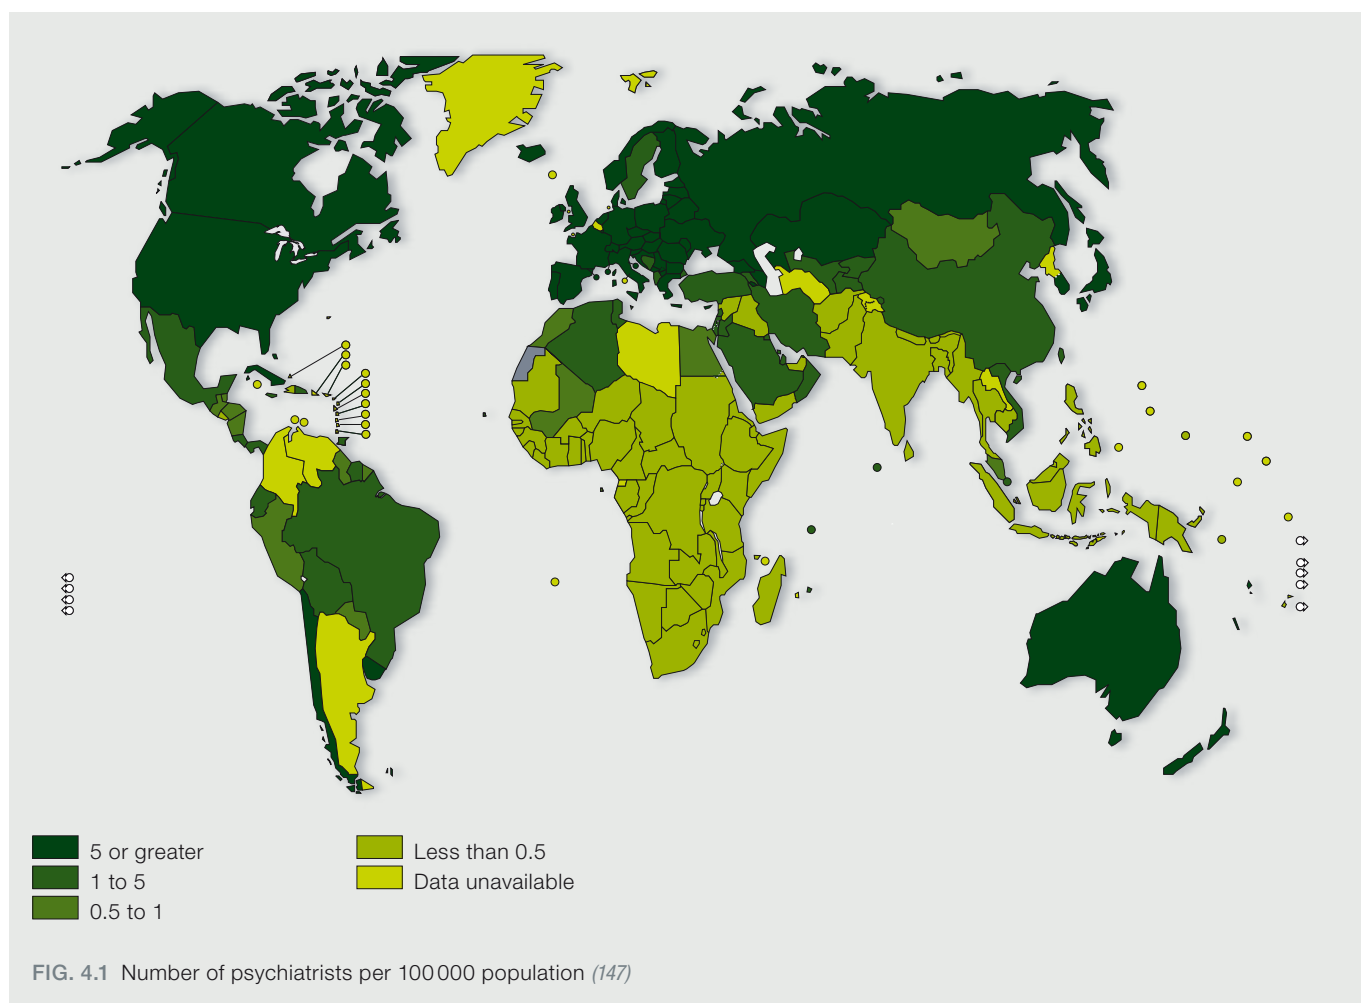 5 or greater
1 to 5
0.5 to 1
Less than 0.5
Data unavailable
FIG. 4.1 Number of psychiatrists per 100 000 population (147)